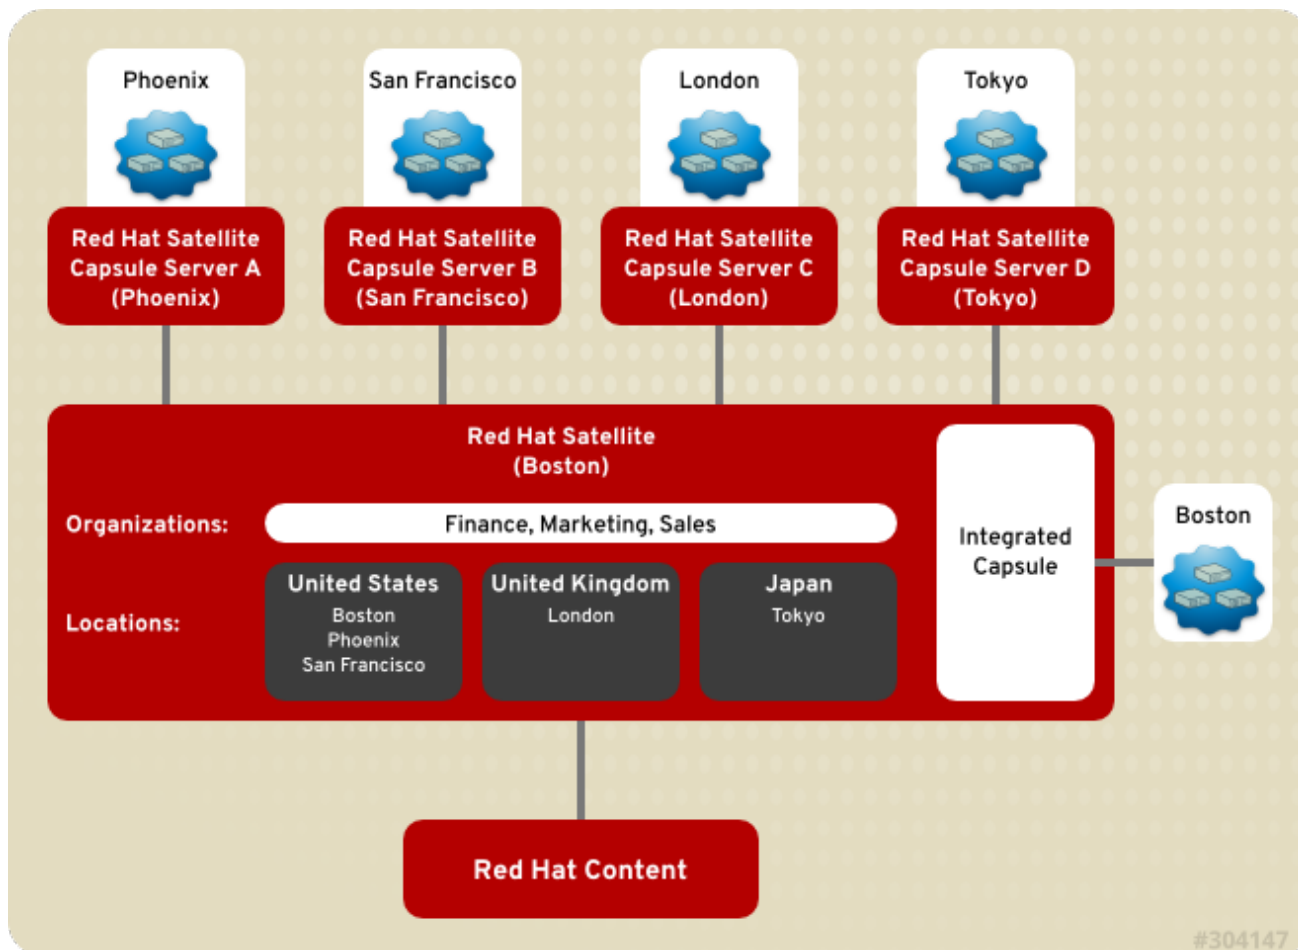 Phoenix
San Francisco
London
Tokyo
Red Hat Satellite
Capsule Server A
(Phoenix)
Red Hat Satellite
Capsule Server B
(San Francisco)
Red Hat Satellite
Capsule Server C
(London)
Red Hat Satellite
Capsule Server D
(Tokyo)
Red Hat Satellite
(Boston)
Organizations:
Finance, Marketing, Sales
Locations:
United States
Boston
Phoenix
San Francisco
United Kingdom
London
Japan
Tokyo
Integrated
Capsule
Boston
Red Hat Content
#304147